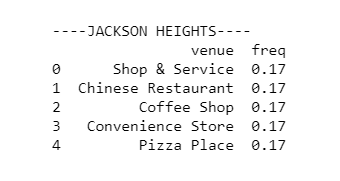 ----JACKSON HEIGHTS----
venue freq
0 Shop & Service 0.17
1 Chinese Restaurant 0.17
2 Coffee Shop 0.17
3 Convenience Store 0.17
4 Pizza Place 0.17